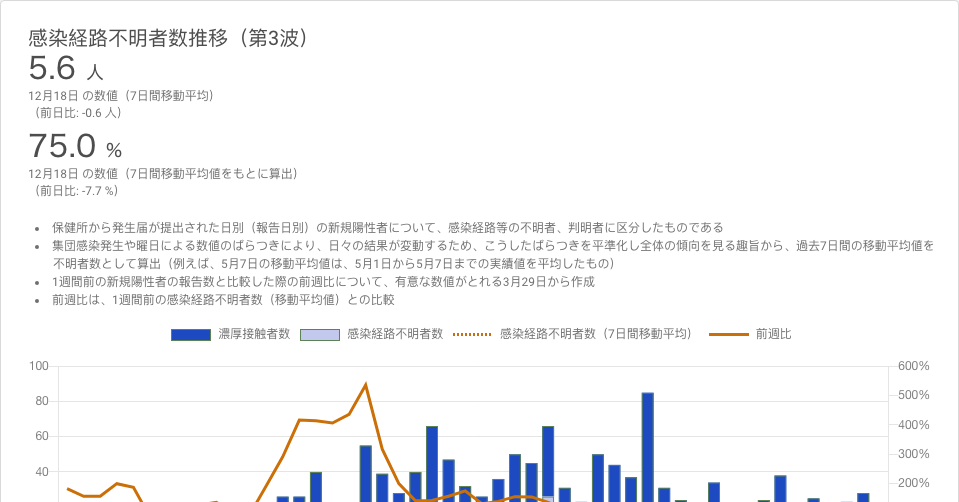 感染経路不明者数推移（第3波）
5.6 人
12月18日 の数値（7日間移動平均）
（前日比: -0.6 人）
75.0 %
12月18日 の数値（7日間移動平均値をもとに算出）
（前日比: -7.7 %）
• 保健所から発生届が提出された日別（報告日別）の新規陽性者について、感染経路等の不明者、判明者に区分したものである
• 集団感染発生や曜日による数値のばらつきにより、日々の結果が変動するため、こうしたばらつきを平準化し全体の傾向を見る趣旨から、過去7日間の移動平均値を
不明者数として算出（例えば、5月7日の移動平均値は、5月1日から5月7日までの実績値を平均したもの）
• 1週間前の新規陽性者の報告数と比較した際の前週比について、有意な数値がとれる3月29日から作成
• 前週比は、1週間前の感染経路不明者数（移動平均値）との比較
濃厚接触者数 感染経路不明者数 感染経路不明者数（7日間移動平均） 前週比
100 600%
500%
80
400%
60
300%
40
200%